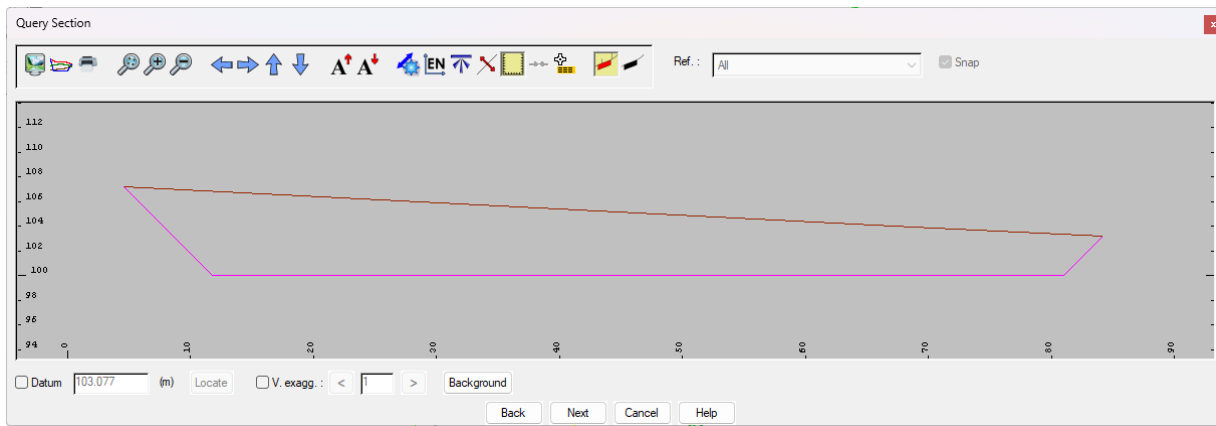 Query Section
x
A A EN Ref. : All Snap
112
110
108
106
104
102
100
98
96
94
0 10 20 30 40 50 60 70 80 90
Datum 103.077 (m) Locate V. exagg. : < 1 > Background
Back Next Cancel Help